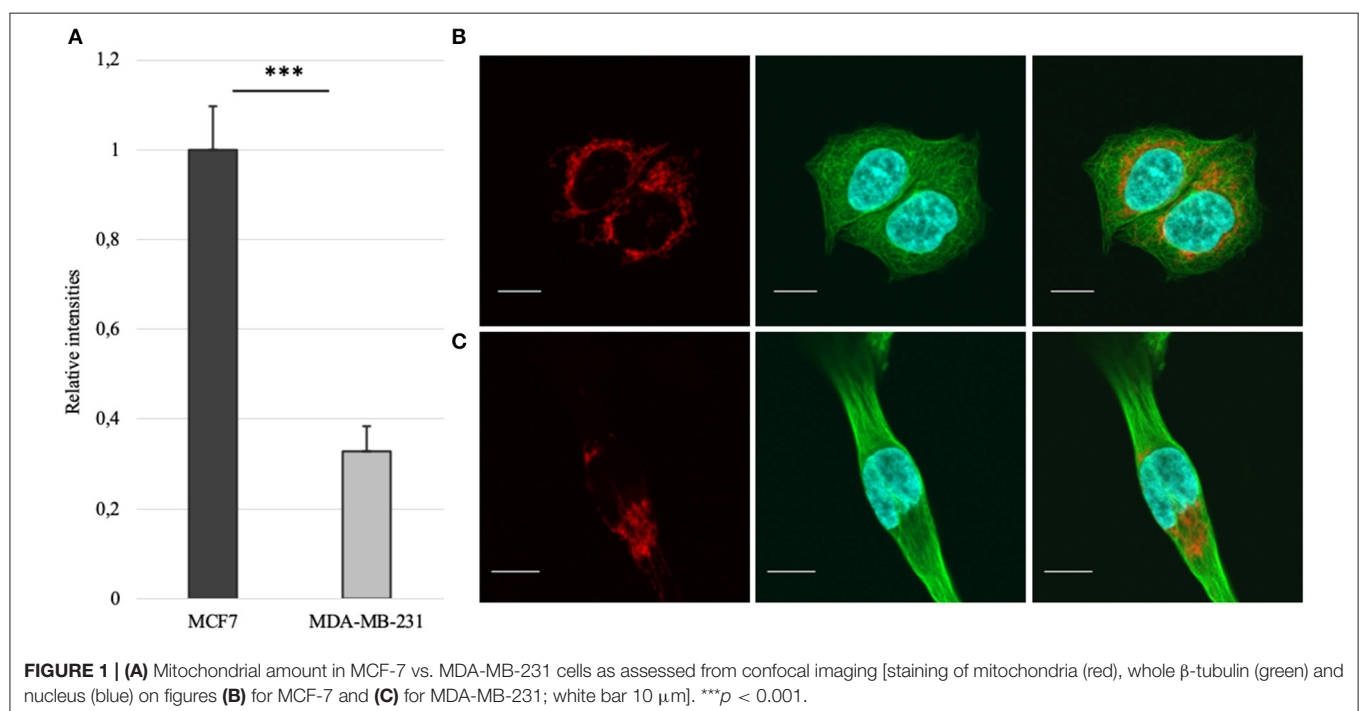 A
B
1,2
***
1
0,8
0,6
C
Relative intensities
0,4
0,2
0
MCF7 MDA-MB-231
FIGURE 1 | (A) Mitochondrial amount in MCF-7 vs. MDA-MB-231 cells as assessed from confocal imaging [staining of mitochondria (red), whole β-tubulin (green) and
nucleus (blue) on figures (B) for MCF-7 and (C) for MDA-MB-231; white bar 10 μm]. ***p < 0.001.